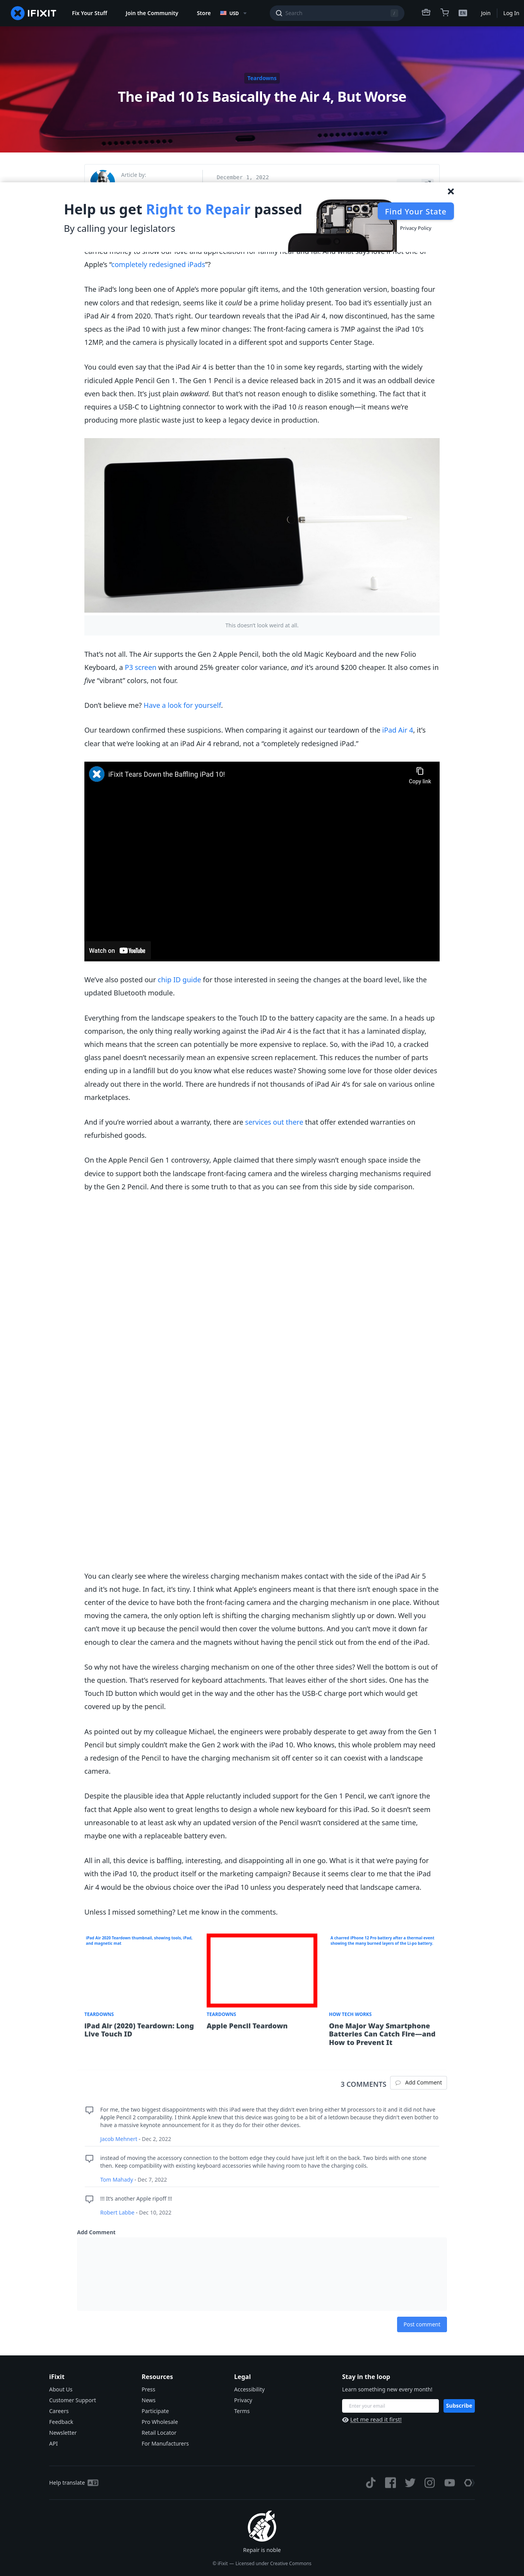 IFIXIT
Fix Your Stuff
Join the Community
Store
USD
Search
/
EN
Join
Log In
Teardowns
The iPad 10 Is Basically the Air 4, But Worse
Article by:
December 1, 2022
Help us get Right to Repair passed
By calling your legislators
Find Your State
Privacy Policy
earned money to show our love and appreciation for family near and far. And what says love it not one of
Apple's "completely redesigned iPads"?
The iPad's long been one of Apple's more popular gift items, and the 10th generation version, boasting four
new colors and that redesign, seems like it could be a prime holiday present. Too bad it's essentially just an
iPad Air 4 from 2020. That's right. Our teardown reveals that the iPad Air 4, now discontinued, has the same
specs as the iPad 10 with just a few minor changes: The front-facing camera is 7MP against the iPad 10's
12MP, and the camera is physically located in a different spot and supports Center Stage.
You could even say that the iPad Air 4 is better than the 10 in some key regards, starting with the widely
ridiculed Apple Pencil Gen 1. The Gen 1 Pencil is a device released back in 2015 and it was an oddball device
even back then. It's just plain awkward. But that's not reason enough to dislike something. The fact that it
requires a USB-C to Lightning connector to work with the iPad 10 is reason enough—it means we're
producing more plastic waste just to keep a legacy device in production.
This doesn't look weird at all.
That's not all. The Air supports the Gen 2 Apple Pencil, both the old Magic Keyboard and the new Folio
Keyboard, a P3 screen with around 25% greater color variance, and it's around $200 cheaper. It also comes in
five "vibrant" colors, not four.
Don't believe me? Have a look for yourself.
Our teardown confirmed these suspicions. When comparing it against our teardown of the iPad Air 4, it's
clear that we're looking at an iPad Air 4 rebrand, not a "completely redesigned iPad."
iFixit Tears Down the Baffling iPad 10!
Copy link
Watch on YouTube
We've also posted our chip ID guide for those interested in seeing the changes at the board level, like the
updated Bluetooth module.
Everything from the landscape speakers to the Touch ID to the battery capacity are the same. In a heads up
comparison, the only thing really working against the iPad Air 4 is the fact that it has a laminated display,
which means that the screen can potentially be more expensive to replace. So, with the iPad 10, a cracked
glass panel doesn't necessarily mean an expensive screen replacement. This reduces the number of parts
ending up in a landfill but do you know what else reduces waste? Showing some love for those older devices
already out there in the world. There are hundreds if not thousands of iPad Air 4's for sale on various online
marketplaces.
And if you're worried about a warranty, there are services out there that offer extended warranties on
refurbished goods.
On the Apple Pencil Gen 1 controversy, Apple claimed that there simply wasn't enough space inside the
device to support both the landscape front-facing camera and the wireless charging mechanisms required
by the Gen 2 Pencil. And there is some truth to that as you can see from this side by side comparison.
You can clearly see where the wireless charging mechanism makes contact with the side of the iPad Air 5
and it's not huge. In fact, it's tiny. I think what Apple's engineers meant is that there isn't enough space in the
center of the device to have both the front-facing camera and the charging mechanism in one place. Without
moving the camera, the only option left is shifting the charging mechanism slightly up or down. Well you
can't move it up because the pencil would then cover the volume buttons. And you can't move it down far
enough to clear the camera and the magnets without having the pencil stick out from the end of the iPad.
So why not have the wireless charging mechanism on one of the other three sides? Well the bottom is out of
the question. That's reserved for keyboard attachments. That leaves either of the short sides. One has the
Touch ID button which would get in the way and the other has the USB-C charge port which would get
covered up by the pencil.
As pointed out by my colleague Michael, the engineers were probably desperate to get away from the Gen 1
Pencil but simply couldn't make the Gen 2 work with the iPad 10. Who knows, this whole problem may need
a redesign of the Pencil to have the charging mechanism sit off center so it can coexist with a landscape
camera.
Despite the plausible idea that Apple reluctantly included support for the Gen 1 Pencil, we can't ignore the
fact that Apple also went to great lengths to design a whole new keyboard for this iPad. So it doesn't seem
unreasonable to at least ask why an updated version of the Pencil wasn't considered at the same time,
maybe one with a replaceable battery even.
All in all, this device is baffling, interesting, and disappointing all in one go. What is it that we're paying for
with the iPad 10, the product itself or the marketing campaign? Because it seems clear to me that the iPad
Air 4 would be the obvious choice over the iPad 10 unless you desperately need that landscape camera.
Unless I missed something? Let me know in the comments.
iPad Air 2020 Teardown thumbnail, showing tools, iPad,
and magnetic mat
TEARDOWNS
iPad Air (2020) Teardown: Long
Live Touch ID
TEARDOWNS
Apple Pencil Teardown
A charred iPhone 12 Pro battery after a thermal event
showing the many burned layers of the Li-po battery.
HOW TECH WORKS
One Major Way Smartphone
Batteries Can Catch Fire—and
How to Prevent It
3 COMMENTS
Add Comment
For me, the two biggest disappointments with this iPad were that they didn't even bring either M processors to it and it did not have
Apple Pencil 2 comparability. I think Apple knew that this device was going to be a bit of a letdown because they didn't even bother to
have a massive keynote announcement for it as they do for their other devices.
Jacob Mehnert - Dec 2, 2022
instead of moving the accessory connection to the bottom edge they could have just left it on the back. Two birds with one stone
then. Keep compatibility with existing keyboard accessories while having room to have the charging coils.
Tom Mahady - Dec 7, 2022
!!! It's another Apple ripoff !!!
Robert Labbe - Dec 10, 2022
Add Comment
Post comment
iFixit
About Us
Customer Support
Careers
Feedback
Newsletter
API
Resources
Press
News
Participate
Pro Wholesale
Retail Locator
For Manufacturers
Legal
Accessibility
Privacy
Terms
Stay in the loop
Learn something new every month!
Enter your email
Subscribe
Let me read it first!
Help translate
Repair is noble
© iFixit — Licensed under Creative Commons